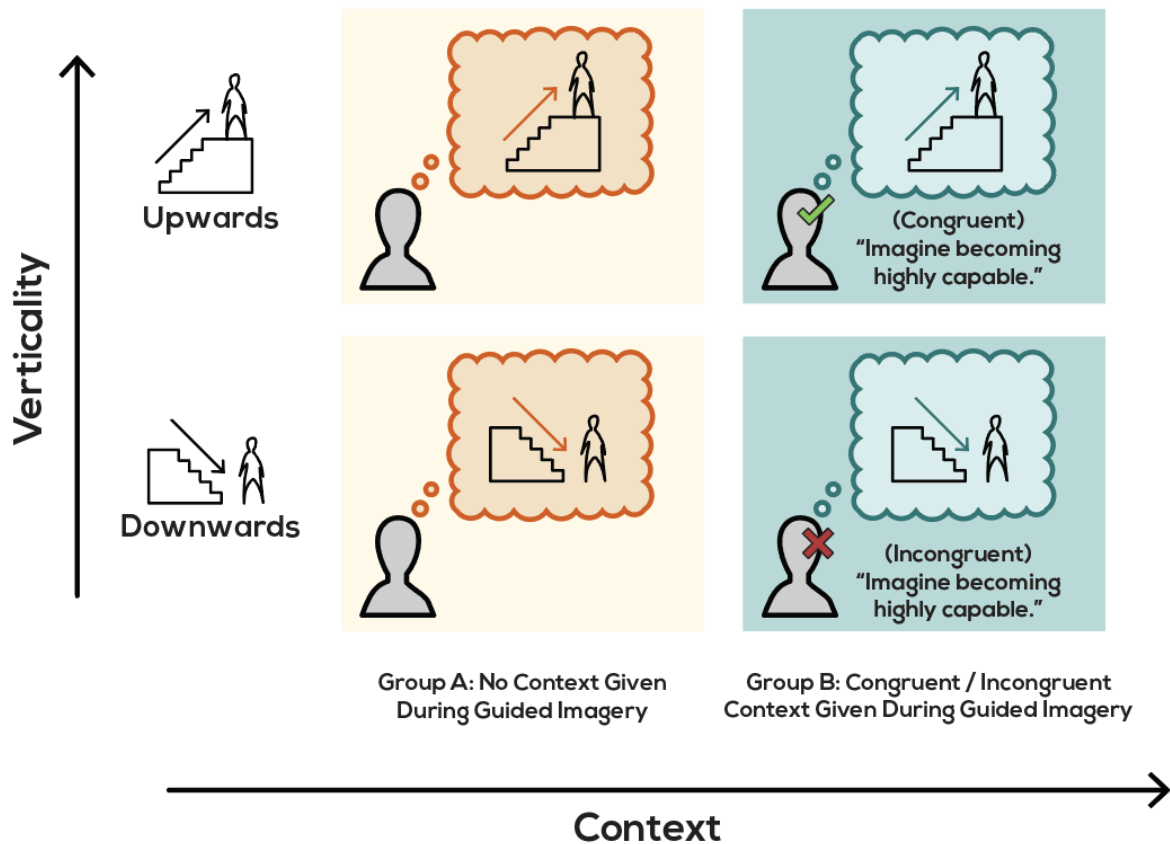 Verticality
Upwards
(Congruent)
“Imagine becoming
highly capable.”
Downwards
(Incongruent)
“Imagine becoming
highly capable.”
Group A: No Context Given
During Guided Imagery
Group B: Congruent / Incongruent
Context Given During Guided Imagery
Context